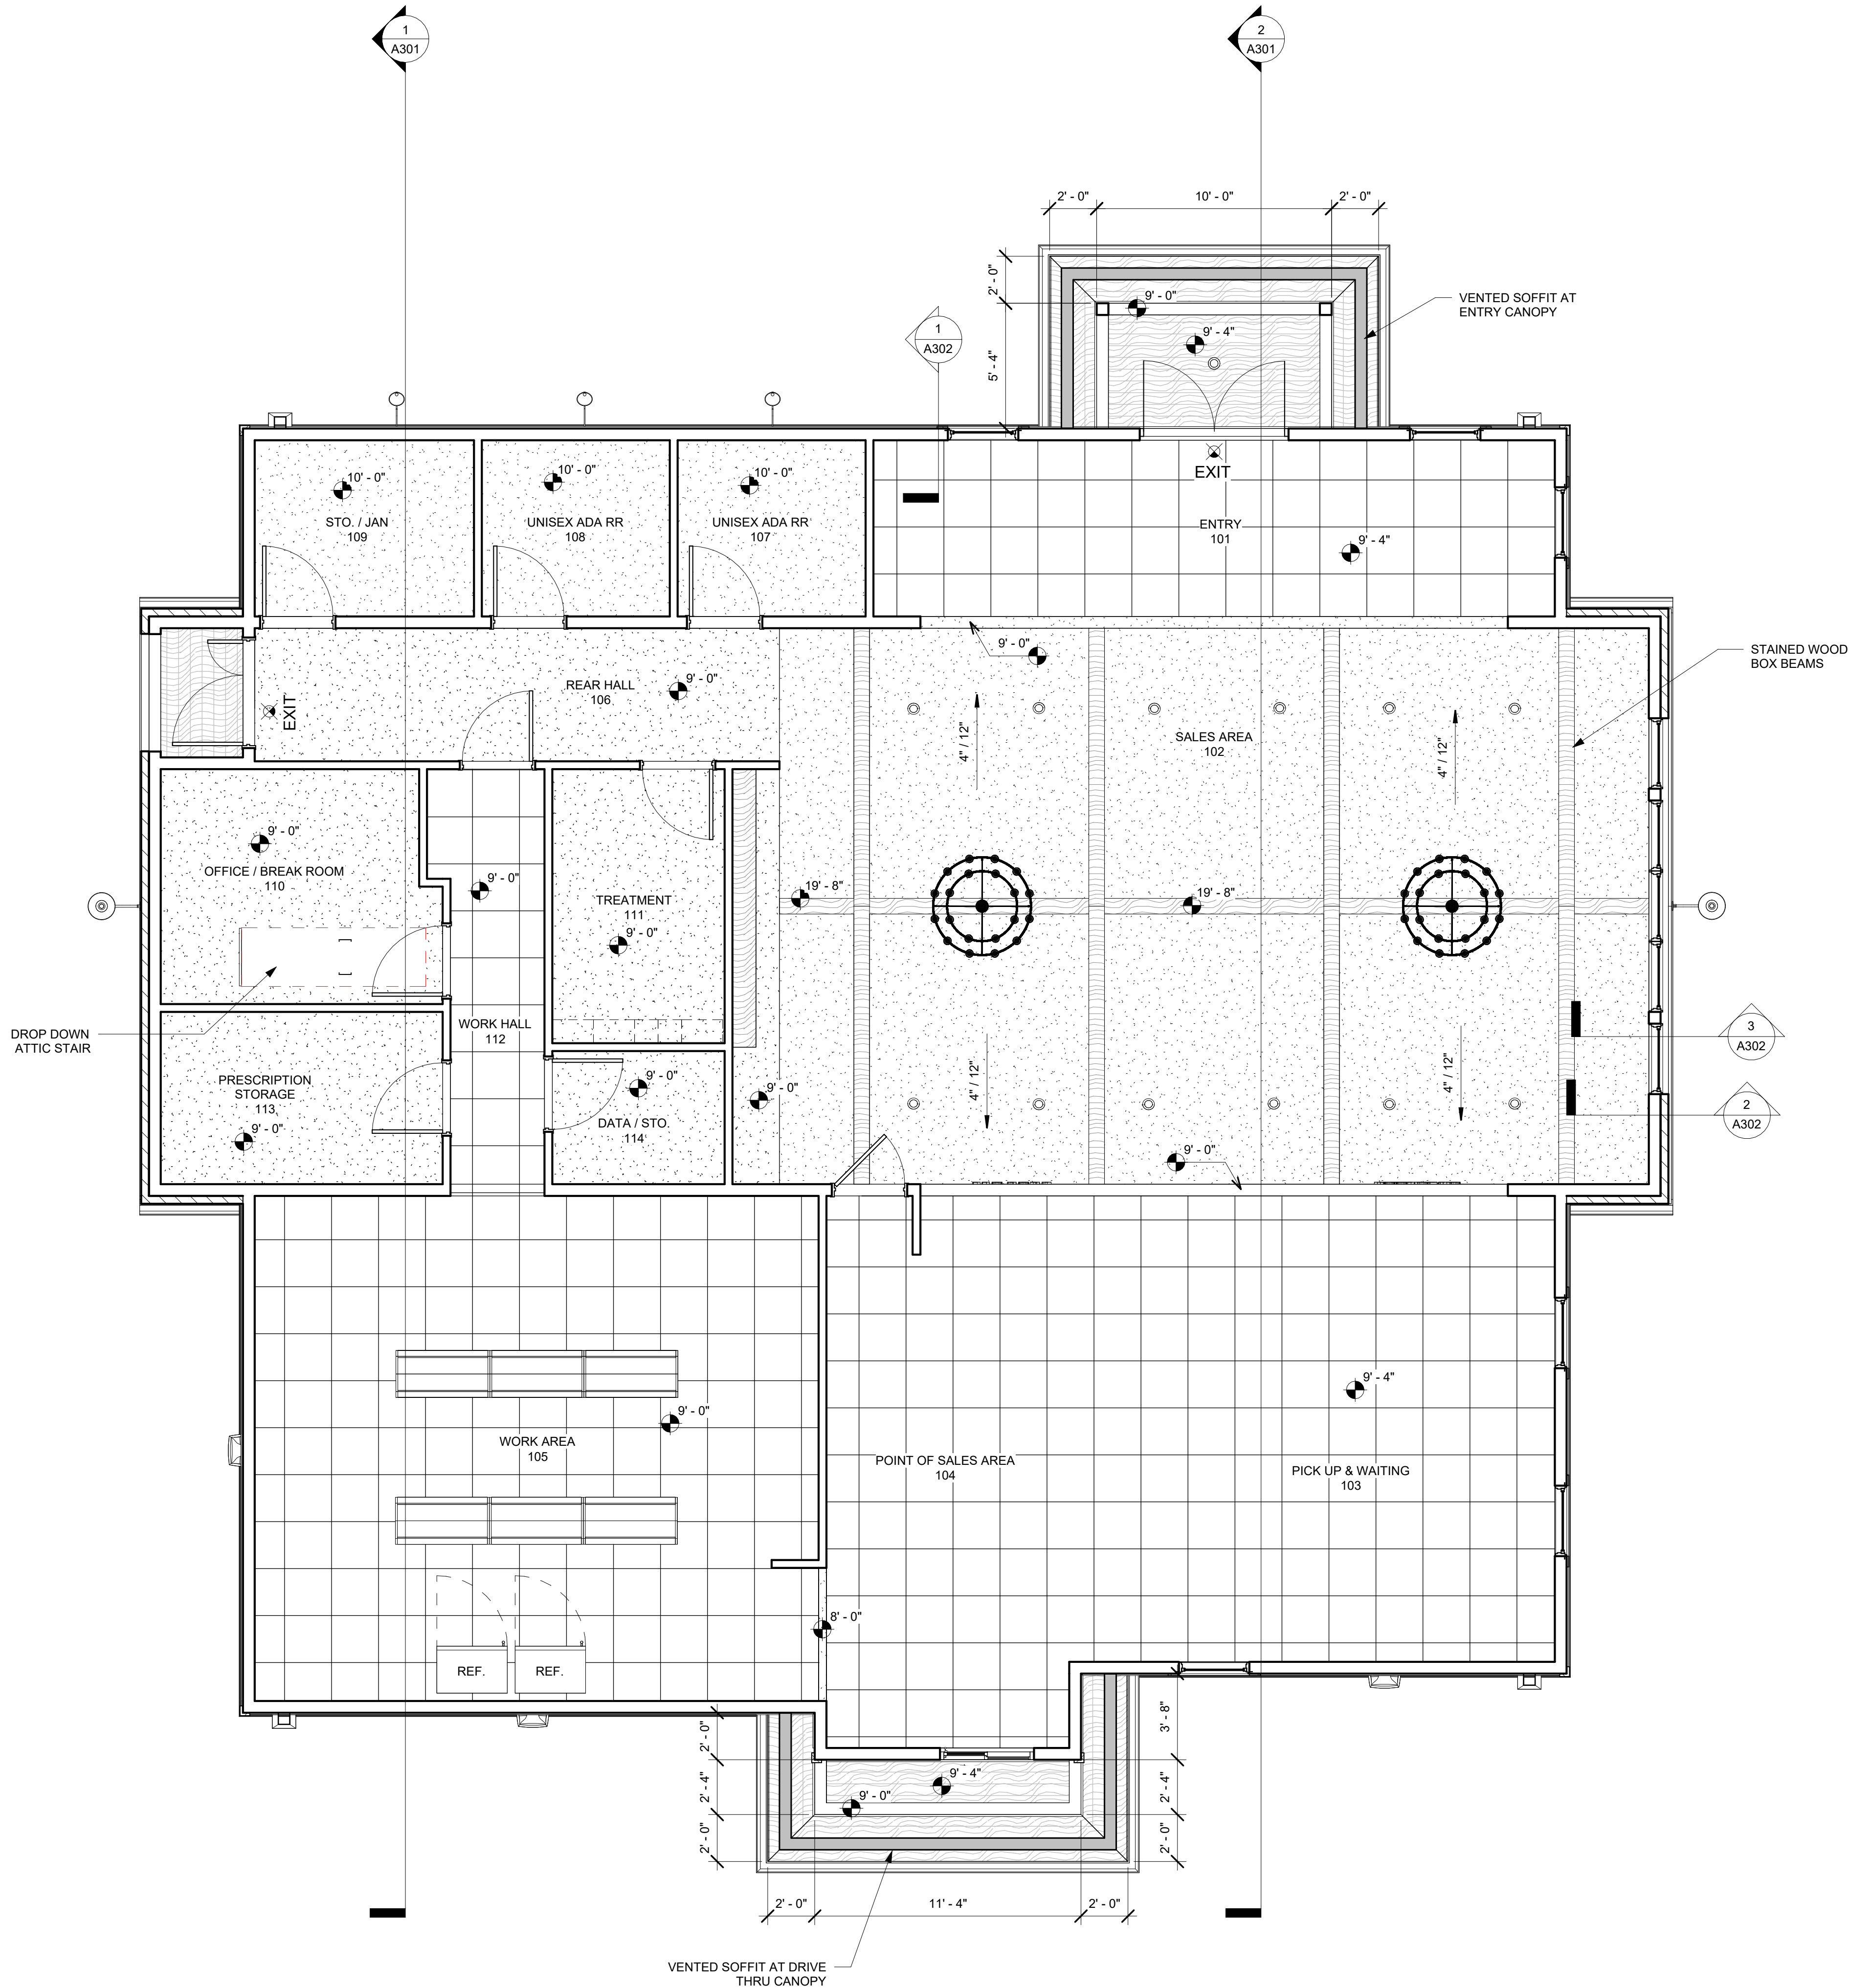 1
A301
2
A301
2' - 0"
10' - 0"
2' - 0"
2' - 0"
5' - 4"
9' - 0"
9' - 4"
VENTED SOFFIT AT
ENTRY CANOPY
1
A302
EXIT
10' - 0"
STO. / JAN
109
10' - 0"
UNISEX ADA RR
108
10' - 0"
UNISEX ADA RR
107
ENTRY
101
9' - 4"
9' - 0"
REAR HALL
106
9' - 0"
EXIT
STAINED WOOD
BOX BEAMS
SALES AREA
102
4" / 12"
4" / 12"
9' - 0"
OFFICE / BREAK ROOM
110
9' - 0"
TREATMENT
111
9' - 0"
19' - 8"
19' - 8"
DROP DOWN
ATTIC STAIR
WORK HALL
112
3
A302
PRESCRIPTION
STORAGE
113
9' - 0"
9' - 0"
DATA / STO.
114
9' - 0"
4" / 12"
4" / 12"
2
A302
9' - 0"
9' - 4"
9' - 0"
WORK AREA
105
POINT OF SALES AREA
104
PICK UP & WAITING
103
8' - 0"
REF.
REF.
2' - 0"
2' - 4"
2' - 0"
3' - 8"
2' - 4"
2' - 0"
9' - 4"
9' - 0"
2' - 0"
11' - 4"
2' - 0"
VENTED SOFFIT AT DRIVE
THRU CANOPY